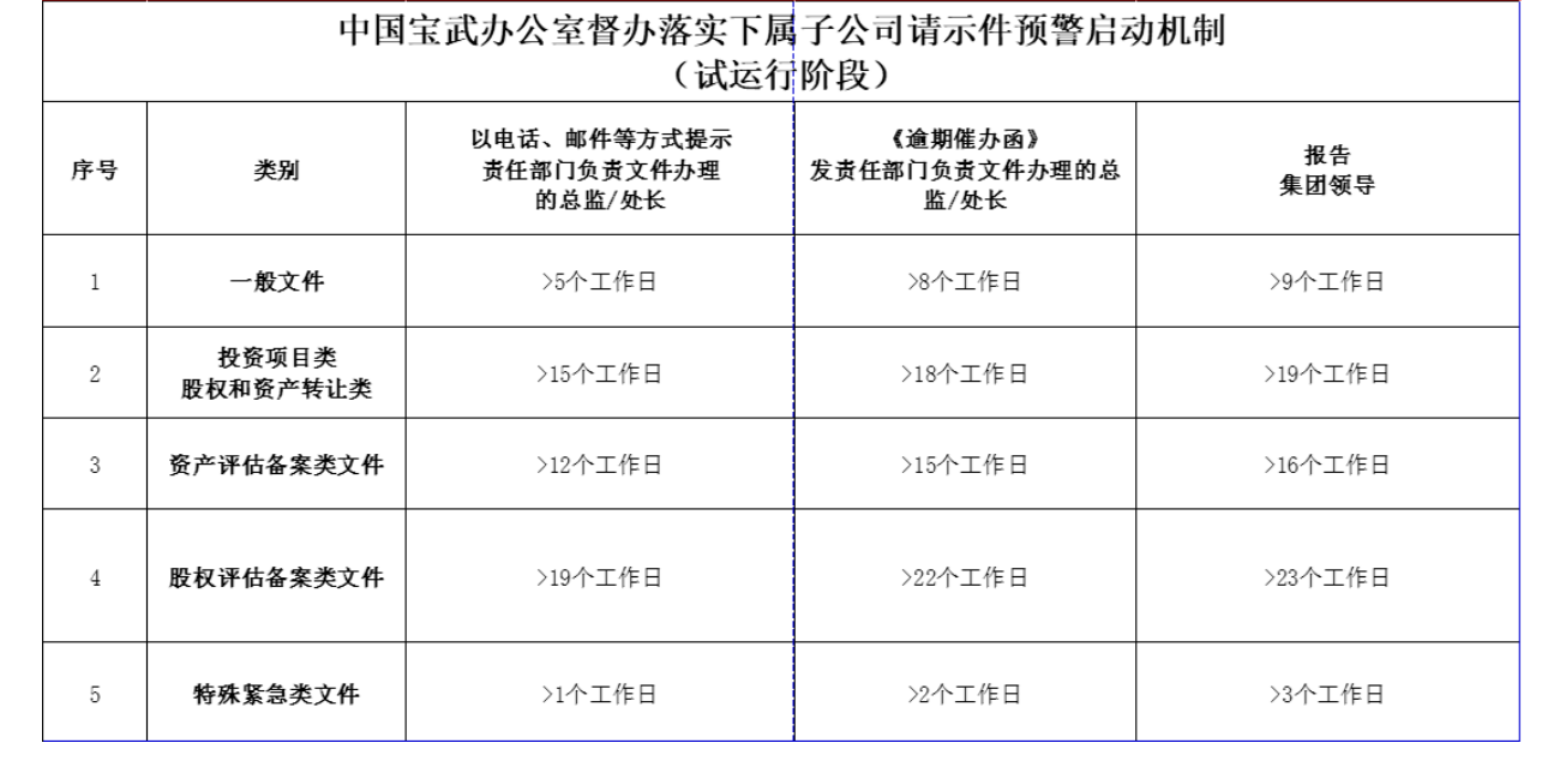 中国宝武办公室督办落实下属子公司请示件预警启动机制
（试运行阶段）
序号
类别
以电话、邮件等方式提示
责任部门负责文件办理
的总监/处长
《逾期催办函》
发责任部门负责文件办理的总
监/处长
报告
集团领导
1
一般文件
>5个工作日
>8个工作日
>9个工作日
2
投资项目类
股权和资产转让类
>15个工作日
>18个工作日
>19个工作日
3
资产评估备案类文件
>12个工作日
>15个工作日
>16个工作日
4
股权评估备案类文件
>19个工作日
>22个工作日
>23个工作日
5
特殊紧急类文件
>1个工作日
>2个工作日
>3个工作日